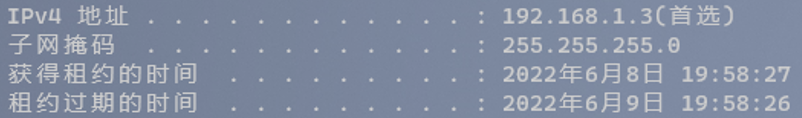 IPv4 地址 . . . . . . . . . . . . : 192.168.1.3(首选)
子网掩码 . . . . . . . . . . . . : 255.255.255.0
获得租约的时间 . . . . . . . . . : 2022年6月8日 19:58:27
租约过期的时间 . . . . . . . . . : 2022年6月9日 19:58:26